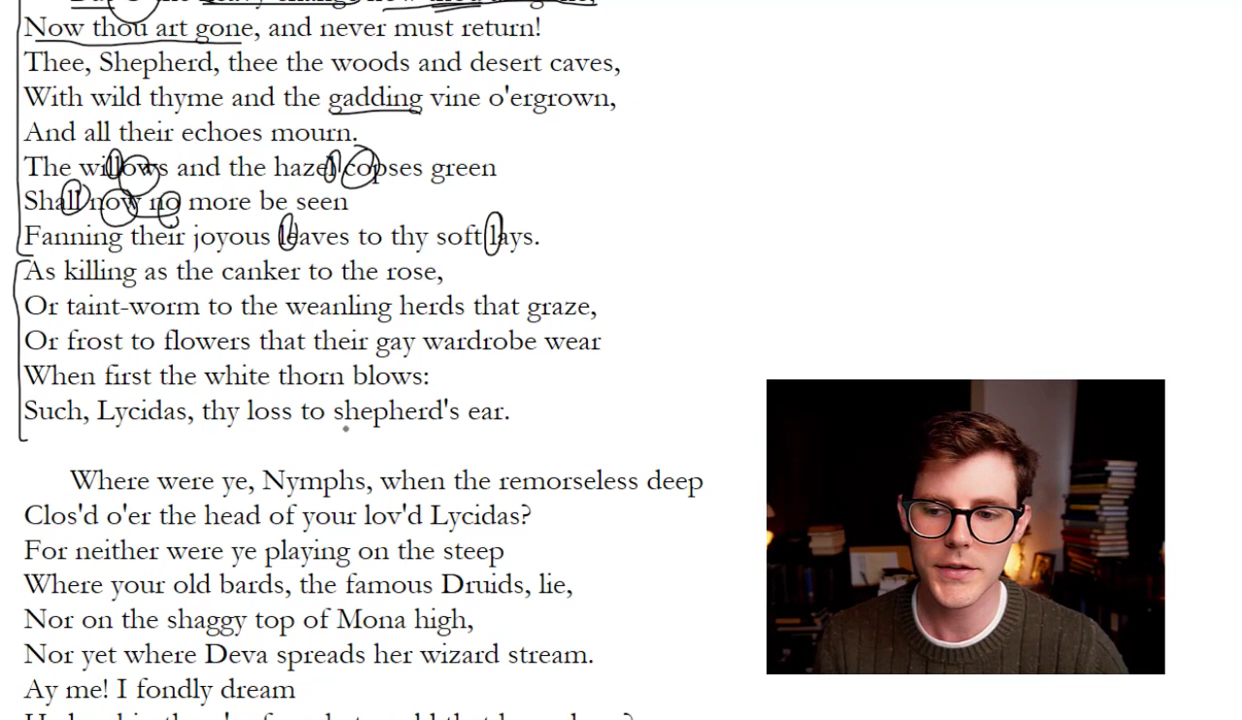 Now thou art gone, and never must return!
Thee, Shepherd, thee the woods and desert caves,
With wild thyme and the gadding vine o'ergrown,
And all their echoes mourn.
The willows and the hazel copses green
Shall now no more be seen
Fanning their joyous leaves to thy soft lays.
As killing as the canker to the rose,
Or taint-worm to the weanling herds that graze,
Or frost to flowers that their gay wardrobe wear
When first the white thorn blows:
Such, Lycidas, thy loss to shepherd's ear.
Where were ye, Nymphs, when the remorseless deep
Clos'd o'er the head of your lov'd Lycidas?
For neither were ye playing on the steep
Where your old bards, the famous Druids, lie,
Nor on the shaggy top of Mona high,
Nor yet where Deva spreads her wizard stream.
Ay me! I fondly dream